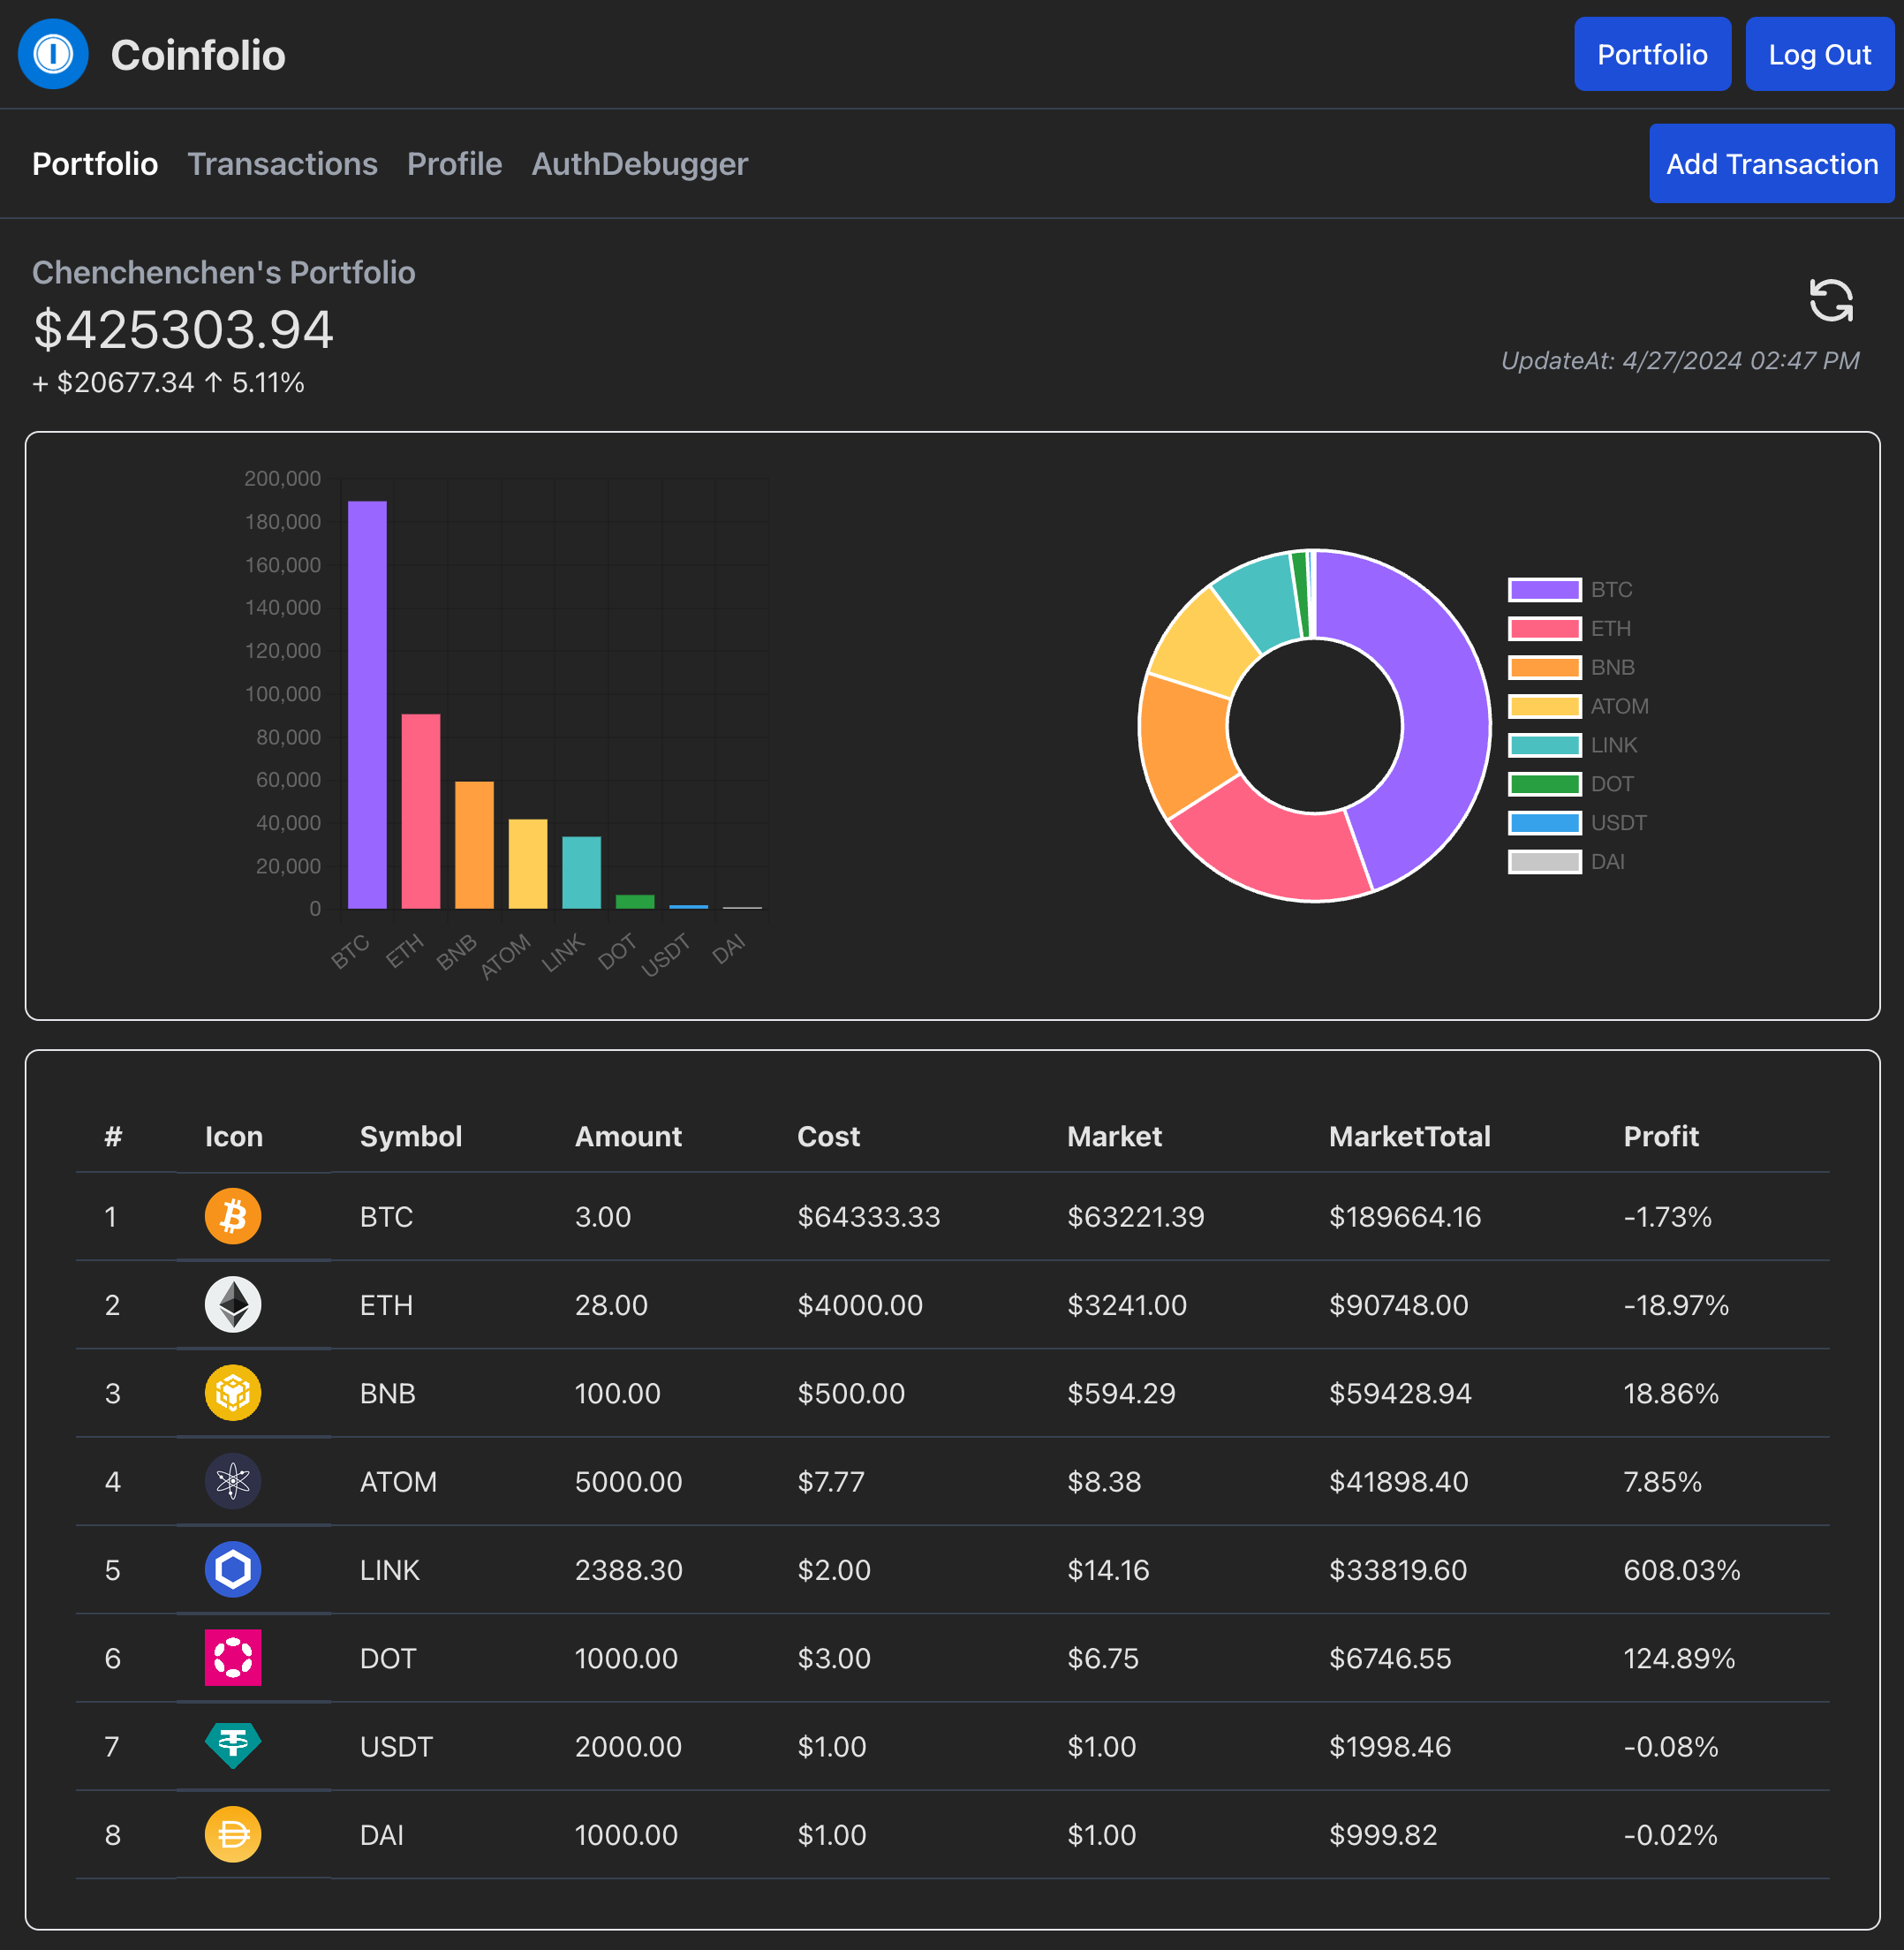 Coinfolio
Portfolio
Log Out
Portfolio Transactions Profile AuthDebugger
Add Transaction
Chenchenchen's Portfolio
$425303.94
+ $20677.34 ↑ 5.11%
UpdateAt: 4/27/2024 02:47 PM
200,000
180,000
160,000
140,000
120,000
100,000
80,000
60,000
40,000
20,000
0
BTC ETH BNB ATOM LINK DOT USDT DAI
BTC
ETH
BNB
ATOM
LINK
DOT
USDT
DAI
# Icon Symbol Amount Cost Market MarketTotal Profit
1 BTC 3.00 $64333.33 $63221.39 $189664.16 -1.73%
2 ETH 28.00 $4000.00 $3241.00 $90748.00 -18.97%
3 BNB 100.00 $500.00 $594.29 $59428.94 18.86%
4 ATOM 5000.00 $7.77 $8.38 $41898.40 7.85%
5 LINK 2388.30 $2.00 $14.16 $33819.60 608.03%
6 DOT 1000.00 $3.00 $6.75 $6746.55 124.89%
7 USDT 2000.00 $1.00 $1.00 $1998.46 -0.08%
8 DAI 1000.00 $1.00 $1.00 $999.82 -0.02%